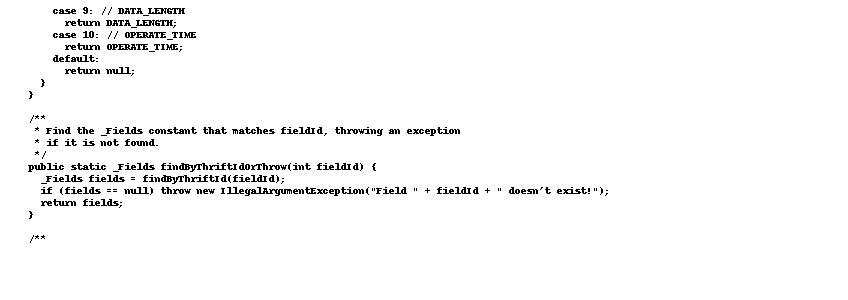 case 9: // DATA_LENGTH
return DATA_LENGTH;
case 10: // OPERATE_TIME
return OPERATE_TIME;
default:
return null;
}
}
/**
* Find the _Fields constant that matches fieldId, throwing an exception
* if it is not found.
*/
public static _Fields findByThriftIdOrThrow(int fieldId) {
_Fields fields = findByThriftId(fieldId);
if (fields == null) throw new IllegalArgumentException("Field " + fieldId + " doesn't exist!");
return fields;
}
/**